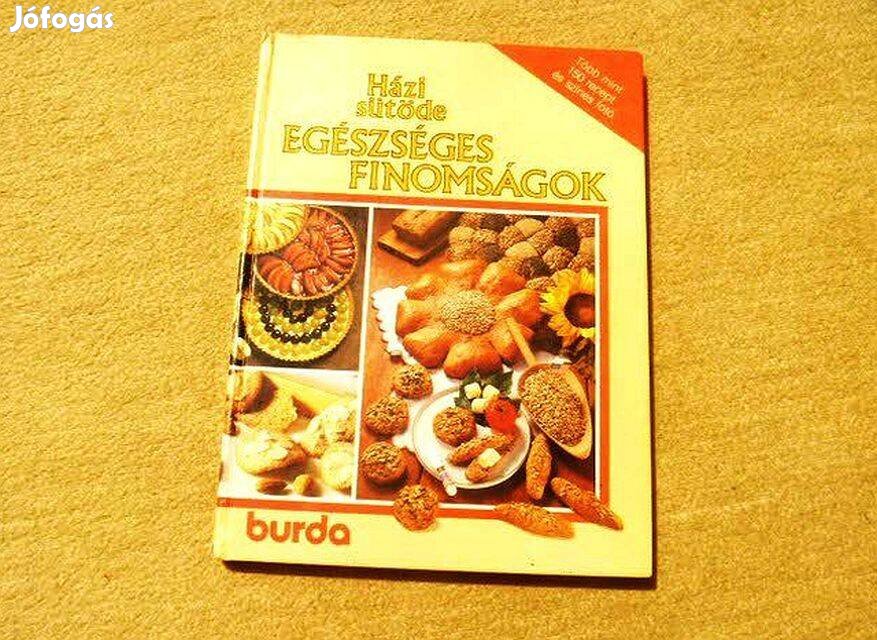 Jófogás
Több mint
150 recept
és színes fotó
Házi
sütöde
EGÉSZSÉGES
FINOMSÁGOK
burda